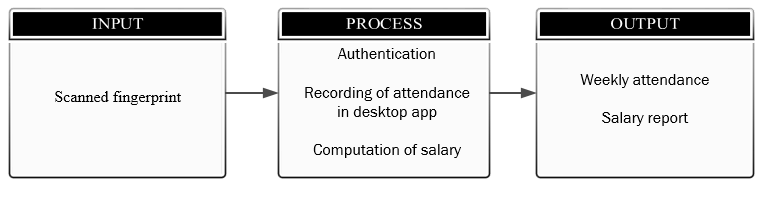 INPUT
Scanned fingerprint
PROCESS
Authentication
Recording of attendance
in desktop app
Computation of salary
OUTPUT
Weekly attendance
Salary report